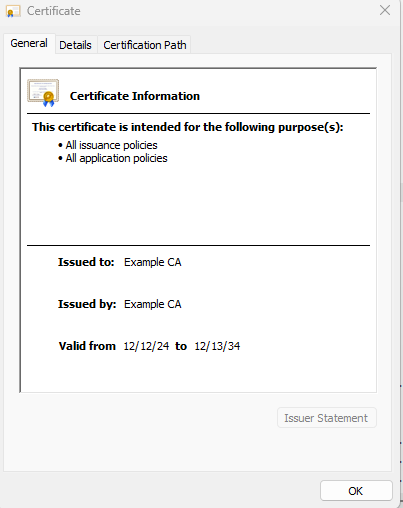 Certificate
General Details Certification Path
Certificate Information
This certificate is intended for the following purpose(s):
• All issuance policies
• All application policies
Issued to: Example CA
Issued by: Example CA
Valid from 12/12/24 to 12/13/34
Issuer Statement
OK